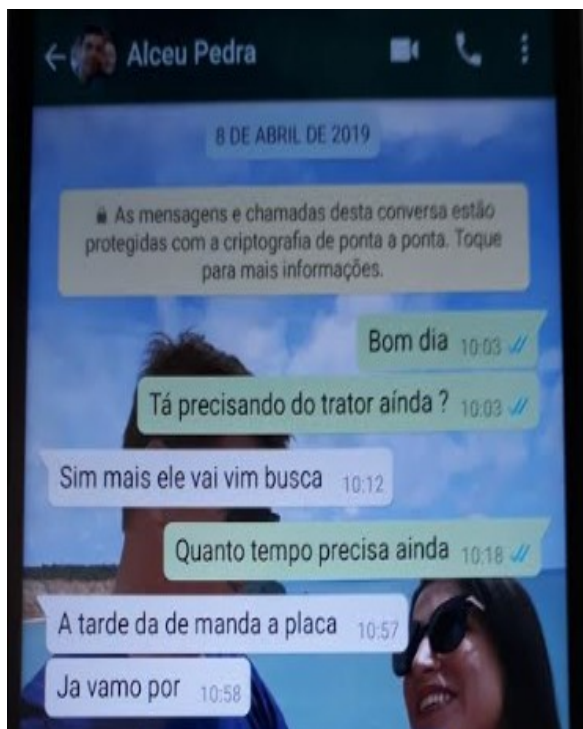 Alceu Pedra
8 DE ABRIL DE 2019
As mensagens e chamadas desta conversa estão
protegidas com a criptografia de ponta a ponta. Toque
para mais informações.
Bom dia 10:03
Tá precisando do trator aínda ? 10:03
Sim mais ele vai vim busca 10:12
Quanto tempo precisa ainda 10:18
A tarde da de manda a placa 10:57
Ja vamo por 10:58